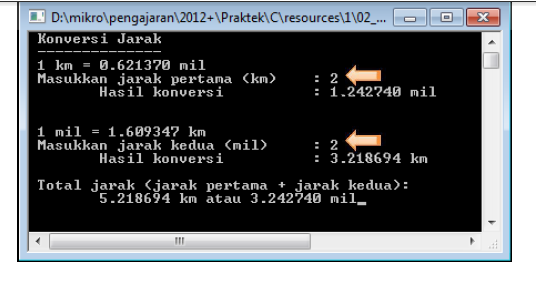 D:\mikro\pengajaran\2012+\Praktek\C\resources\1\02_...
Konversi Jarak
--------------
1 km = 0.621370 mil
Masukkan jarak pertama (km) : 2
Hasil konversi : 1.242740 mil
1 mil = 1.609347 km
Masukkan jarak kedua (mil) : 2
Hasil konversi : 3.218694 km
Total jarak (jarak pertama + jarak kedua):
5.218694 km atau 3.242740 mil_